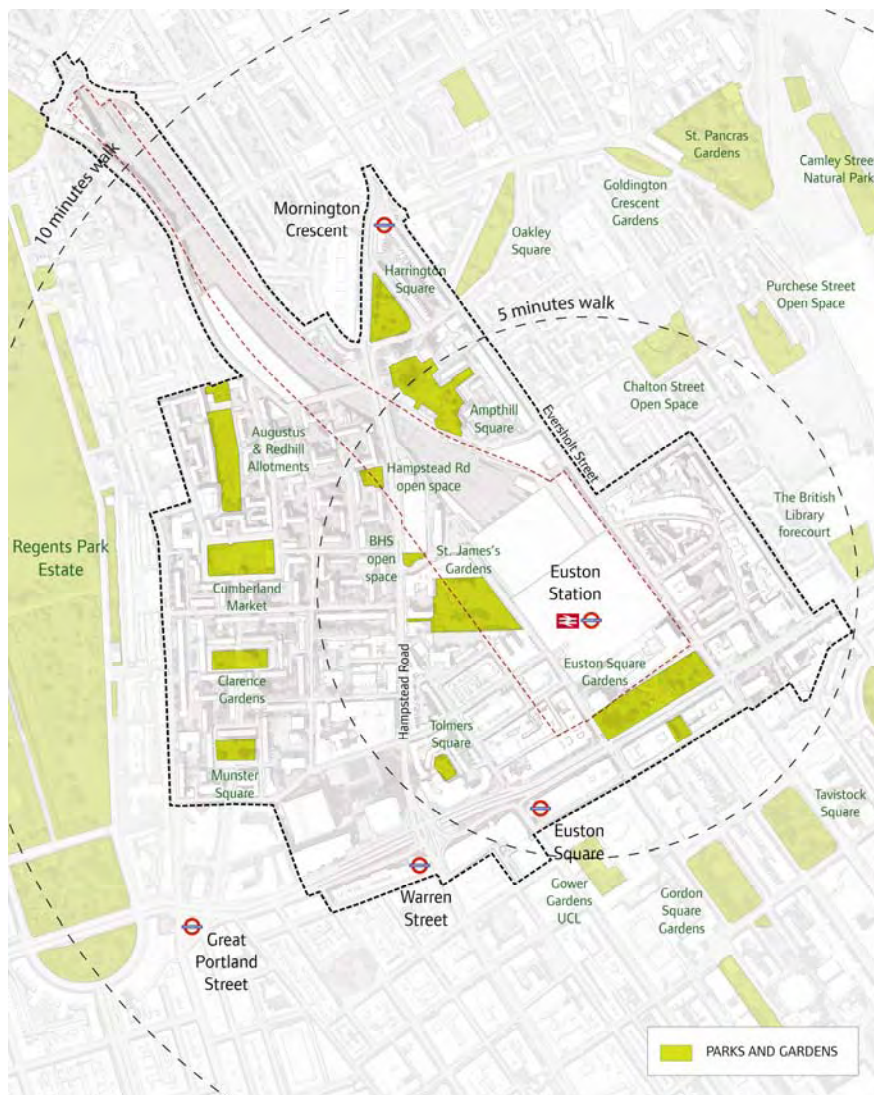 St. Pancras
Gardens
Camley Street
Natural Park
10 minutes walk
Goldington
Crescent
Gardens
Mornington
Crescent
Oakley
Square
Harrington
Square
Purchese Street
Open Space
5 minutes walk
Chalton Street
Open Space
Ampthill
Square
Eversholt Street
Augustus
& Redhill
Allotments
Hampstead Rd
open space
The British
Library
forecourt
Regents Park
Estate
BHS
open
space
St. James's
Gardens
Euston
Station
Cumberland
Market
Euston Square
Gardens
Clarence
Gardens
Hampstead Road
Tolmers
Square
Munster
Square
Tavistock
Square
Euston
Square
Gower
Gardens
UCL
Gordon
Square
Gardens
Warren
Street
Great
Portland
Street
PARKS AND GARDENS